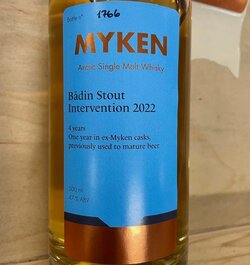 Bottle n°
1766
MYKEN
Arctic Single Malt Whisky
Bådin Stout
Intervention 2022
4 years
One year in ex-Myken casks,
previously used to mature beer.
500 ml
47% ABV